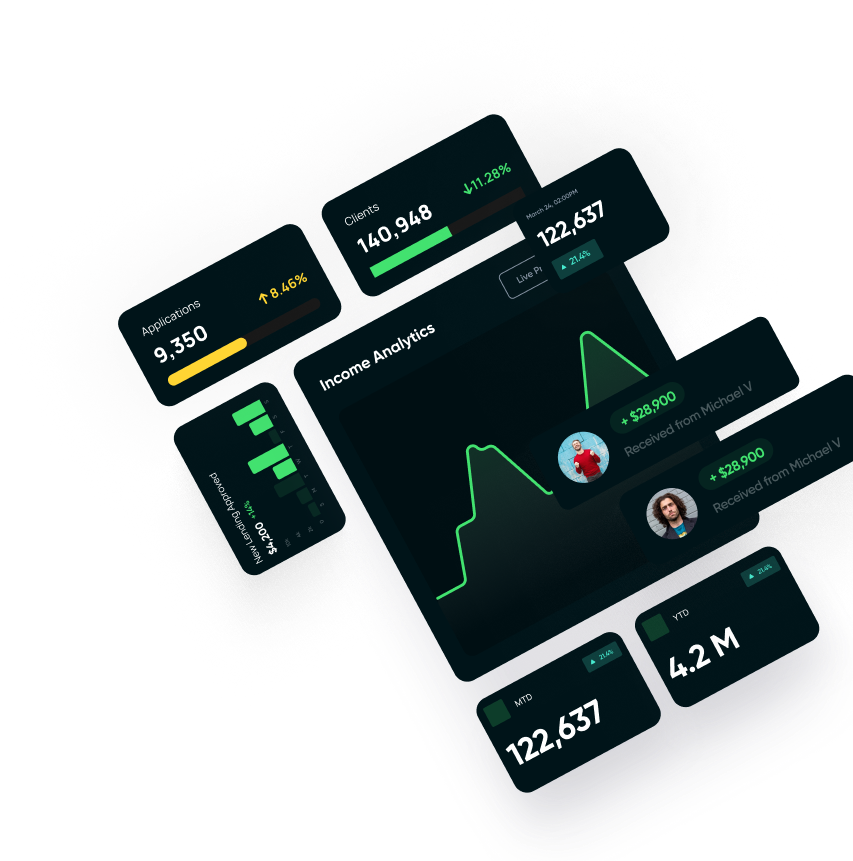 Clients
140,948
↓11.28%
March 24, 02:00PM
122,637
▲ 21.4%
Applications
9,350
↑8.46%
Income Analytics
Live Pr
New Lending Approved
$4,200 +14%
+ $28,900
Received from Michael V
+ $28,900
Received from Michael V
MTD
▲ 21.4%
122,637
YTD
▲ 21.4%
4.2 M